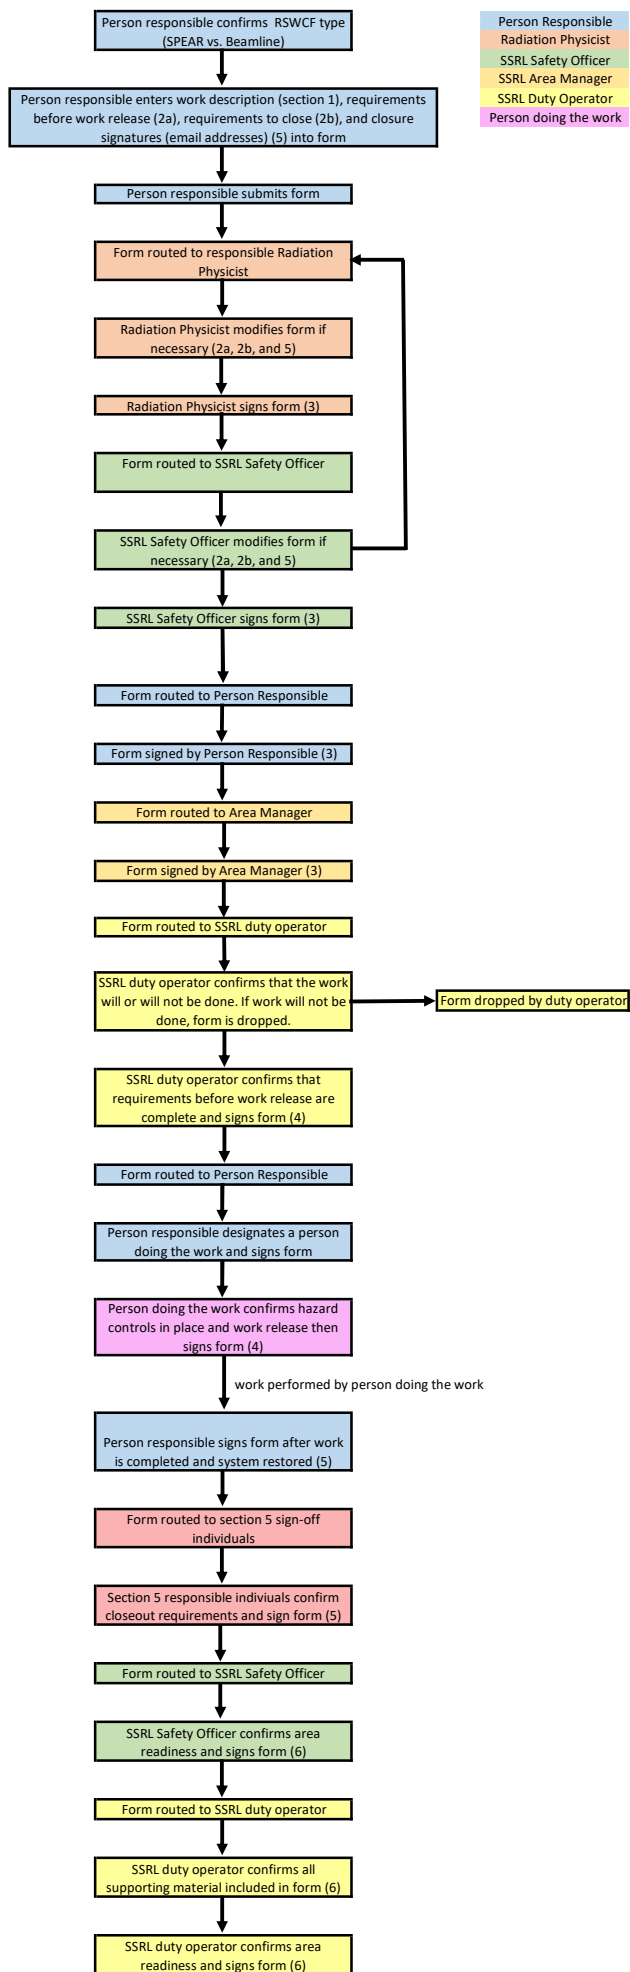 Person responsible confirms  RSWCF type
(SPEAR vs. Beamline)
Person Responsible
Radiation Physicist
SSRL Safety Officer
SSRL Area Manager
SSRL Duty Operator
Person doing the work
Person responsible enters work description (section 1), requirements
before work release (2a), requirements to close (2b), and closure
signatures (email addresses) (5) into form
Person responsible submits form
Form routed to responsible Radiation
Physicist
Radiation Physicist modifies form if
necessary (2a, 2b, and 5)
Radiation Physicist signs form (3)
Form routed to SSRL Safety Officer
SSRL Safety Officer modifies form if
necessary (2a, 2b, and 5)
SSRL Safety Officer signs form (3)
Form routed to Person Responsible
Form signed by Person Responsible (3)
Form routed to Area Manager
Form signed by Area Manager (3)
Form routed to SSRL duty operator
SSRL duty operator confirms that the work
will or will not be done. If work will not be
done, form is dropped.
Form dropped by duty operator
SSRL duty operator confirms that
requirements before work release are
complete and signs form (4)
Form routed to Person Responsible
Person responsible designates a person
doing the work and signs form
Person doing the work confirms hazard
controls in place and work release then
signs form (4)
work performed by person doing the work
Person responsible signs form after work
is completed and system restored (5)
Form routed to section 5 sign-off
individuals
Section 5 responsible indiviuals confirm
closeout requirements and sign form (5)
Form routed to SSRL Safety Officer
SSRL Safety Officer confirms area
readiness and signs form (6)
Form routed to SSRL duty operator
SSRL duty operator confirms all
supporting material included in form (6)
SSRL duty operator confirms area
readiness and signs form (6)